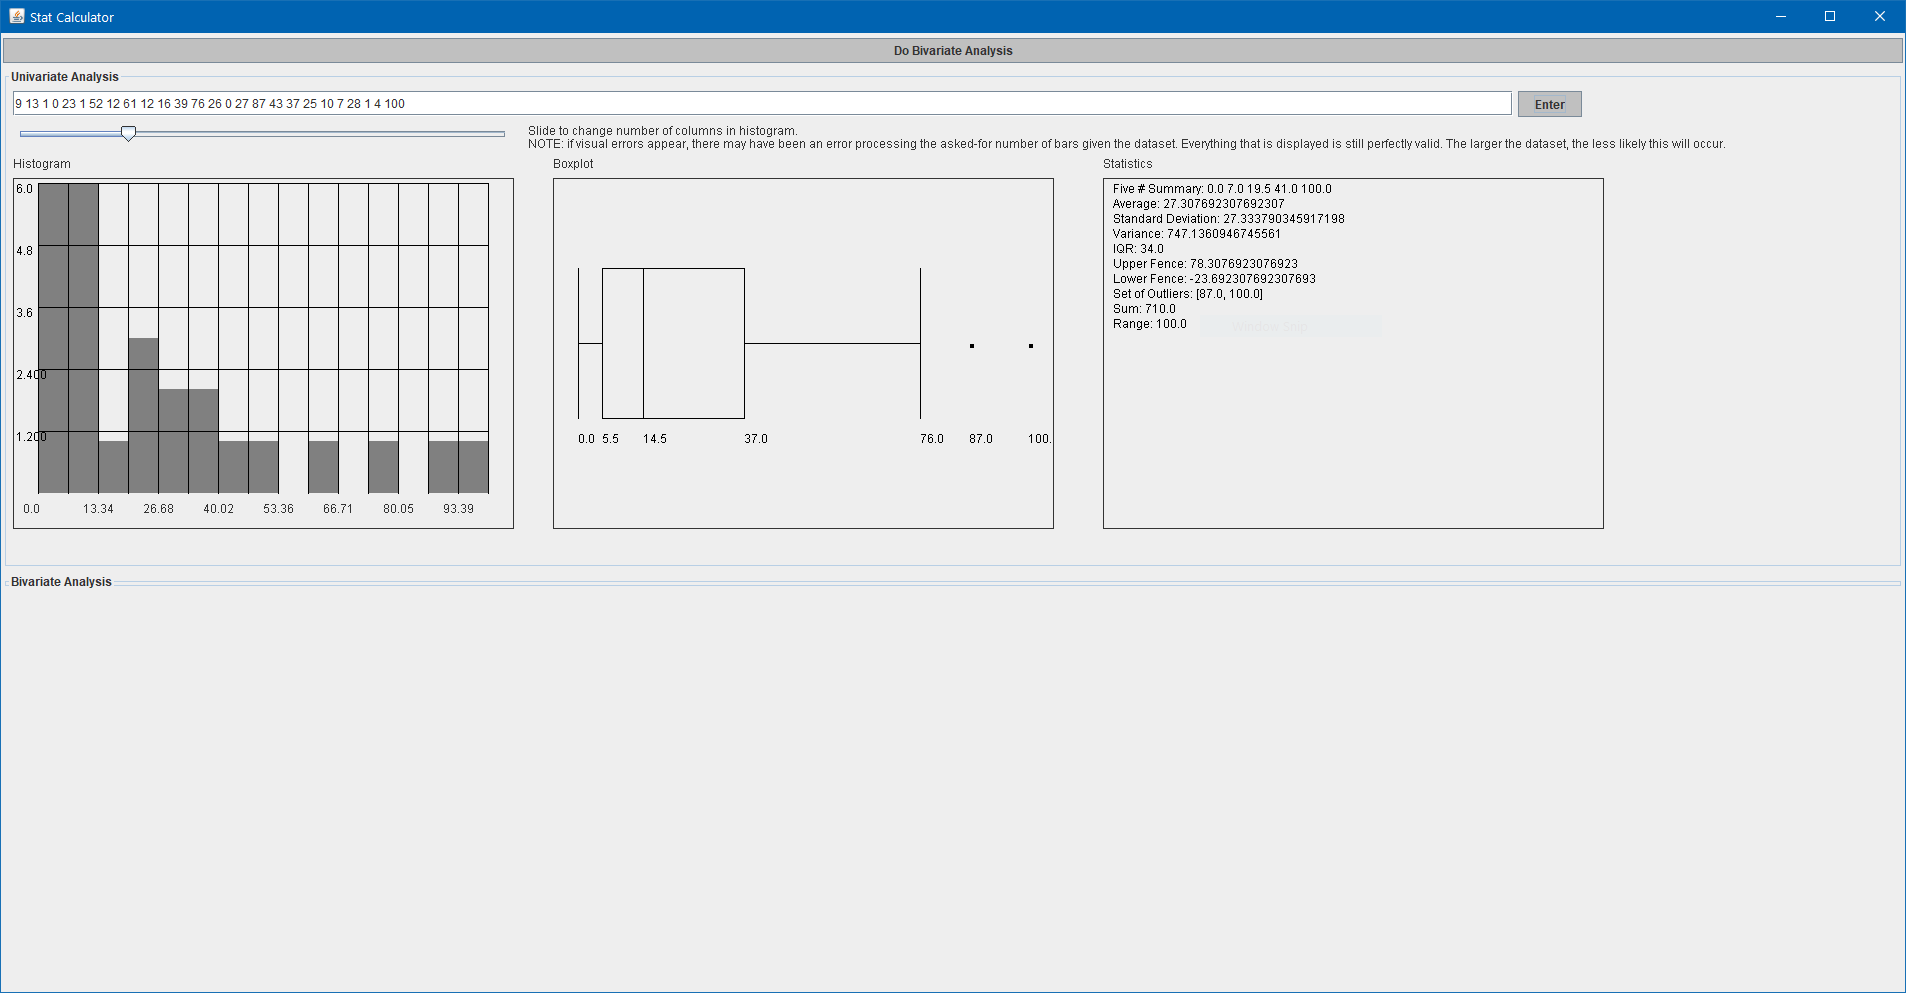 Stat Calculator
Do Bivariate Analysis
Univariate Analysis
9 13 1 0 23 1 52 12 61 12 16 39 76 26 0 27 87 43 37 25 10 7 28 1 4 100
Enter
Slide to change number of columns in histogram.
NOTE: if visual errors appear, there may have been an error processing the asked-for number of bars given the dataset. Everything that is displayed is still perfectly valid. The larger the dataset, the less likely this will occur.
Histogram
6.0
4.8
3.6
2.400
1.200
0.0 13.34 26.68 40.02 53.36 66.71 80.05 93.39
Boxplot
0.0 5.5 14.5 37.0 76.0 87.0 100.
Statistics
Five # Summary: 0.0 7.0 19.5 41.0 100.0
Average: 27.307692307692307
Standard Deviation: 27.333790345917198
Variance: 747.1360946745561
IQR: 34.0
Upper Fence: 78.3076923076923
Lower Fence: -23.692307692307693
Set of Outliers: [87.0, 100.0]
Sum: 710.0
Range: 100.0
Window Snip
Bivariate Analysis